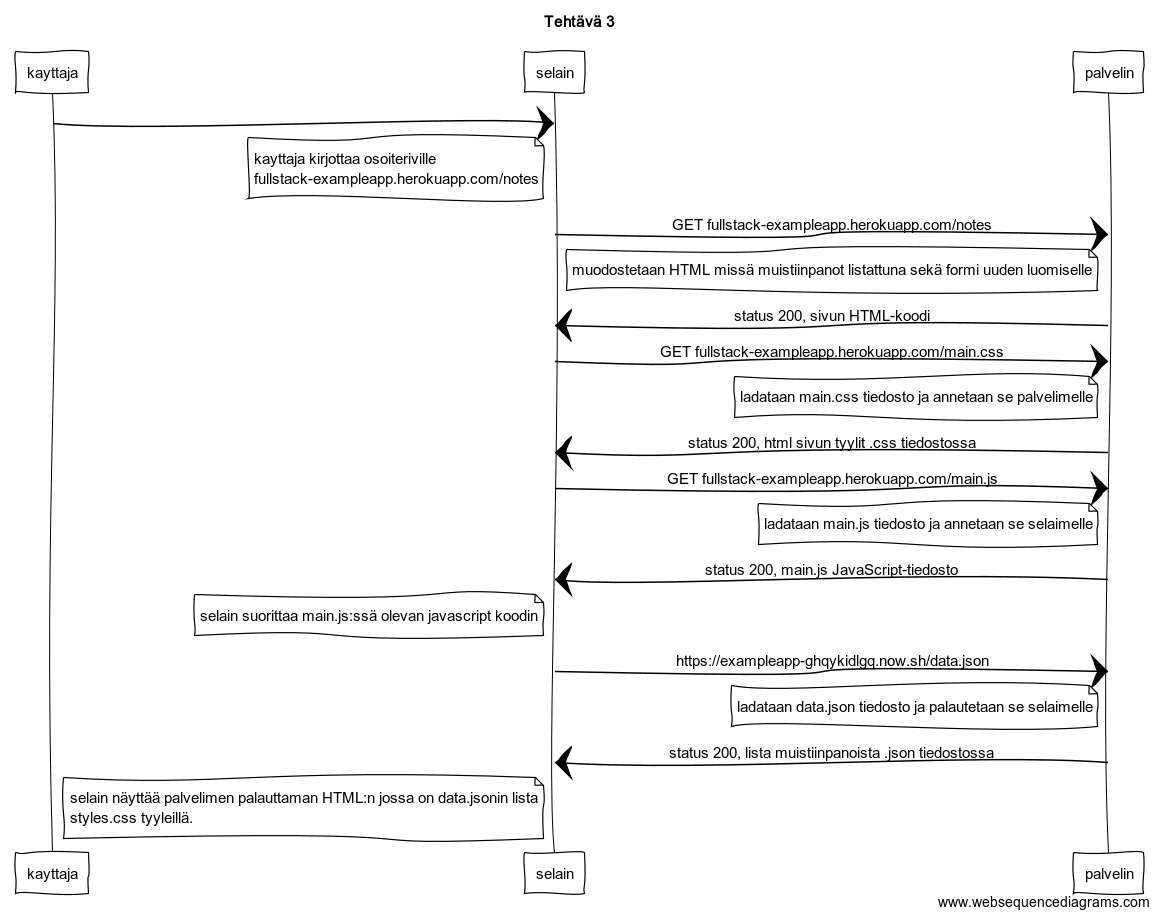 Tehtävä 3
kayttaja
selain
palvelin
kayttaja kirjottaa osoiteriville
fullstack-exampleapp.herokuapp.com/notes
GET fullstack-exampleapp.herokuapp.com/notes
muodostetaan HTML missä muistiinpanot listattuna sekä formi uuden luomiselle
status 200, sivun HTML-koodi
GET fullstack-exampleapp.herokuapp.com/main.css
ladataan main.css tiedosto ja annetaan se palvelimelle
status 200, html sivun tyylit .css tiedostossa
GET fullstack-exampleapp.herokuapp.com/main.js
ladataan main.js tiedosto ja annetaan se selaimelle
status 200, main.js JavaScript-tiedosto
selain suorittaa main.js:ssä olevan javascript koodin
https://exampleapp-ghqykidlgq.now.sh/data.json
ladataan data.json tiedosto ja palautetaan se selaimelle
status 200, lista muistiinpanoista .json tiedostossa
selain näyttää palvelimen palauttaman HTML:n jossa on data.jsonin lista
styles.css tyyleillä.
kayttaja
selain
palvelin
www.websequencediagrams.com